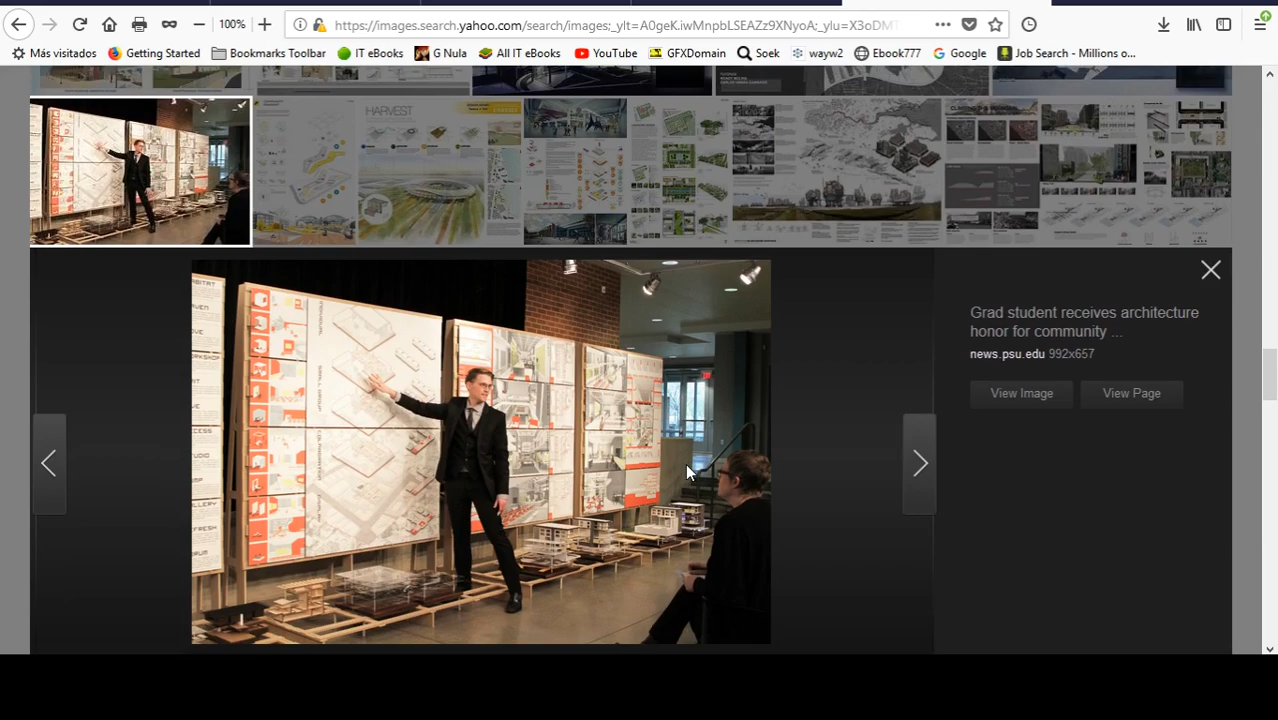 100%
https://images.search.yahoo.com/search/images;_ylt=A0geK.iwMnpbLSEAZz9XNyoA;_ylu=X3oDMT
Más visitados
Getting Started
Bookmarks Toolbar
IT eBooks
G Nula
All IT eBooks
YouTube
GFXDomain
Soek
wayw2
Ebook777
Google
Job Search - Millions o...
HARVEST
Grad student receives architecture
honor for community ...
news.psu.edu 992x657
View Image
View Page